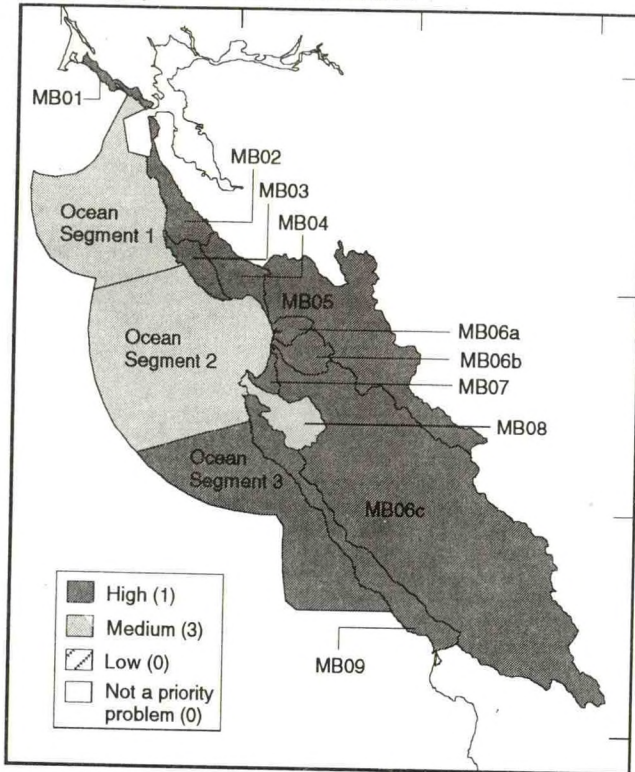 MB01
MB02
MB03
MB04
Ocean
Segment 1
MB05
MB06a
Ocean
Segment 2
MB06b
MB07
MB08
Ocean
Segment 3
MB06c
High (1)
Medium (3)
Low (0)
Not a priority
problem (0)
MB09